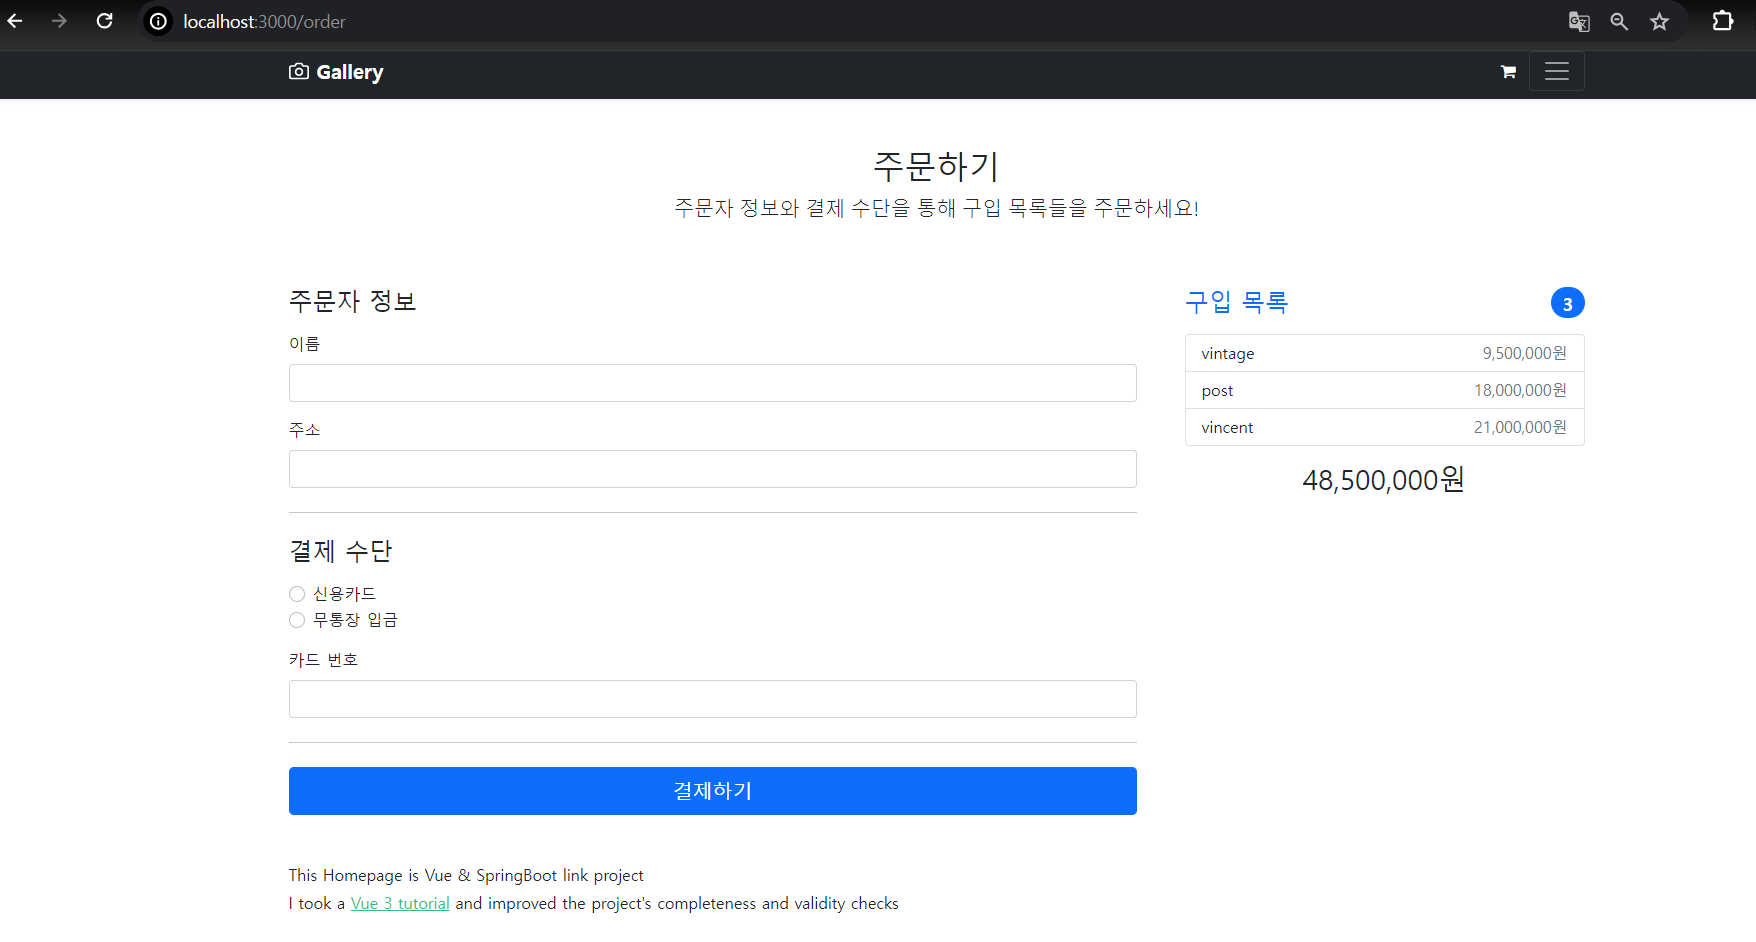 localhost:3000/order
Gallery
주문하기
주문자 정보와 결제 수단을 통해 구입 목록들을 주문하세요!
주문자 정보
이름
주소
결제 수단
신용카드
무통장 입금
카드 번호
결제하기
구입 목록 3
vintage 9,500,000원
post 18,000,000원
vincent 21,000,000원
48,500,000원
This Homepage is Vue & SpringBoot link project
I took a Vue 3 tutorial and improved the project's completeness and validity checks